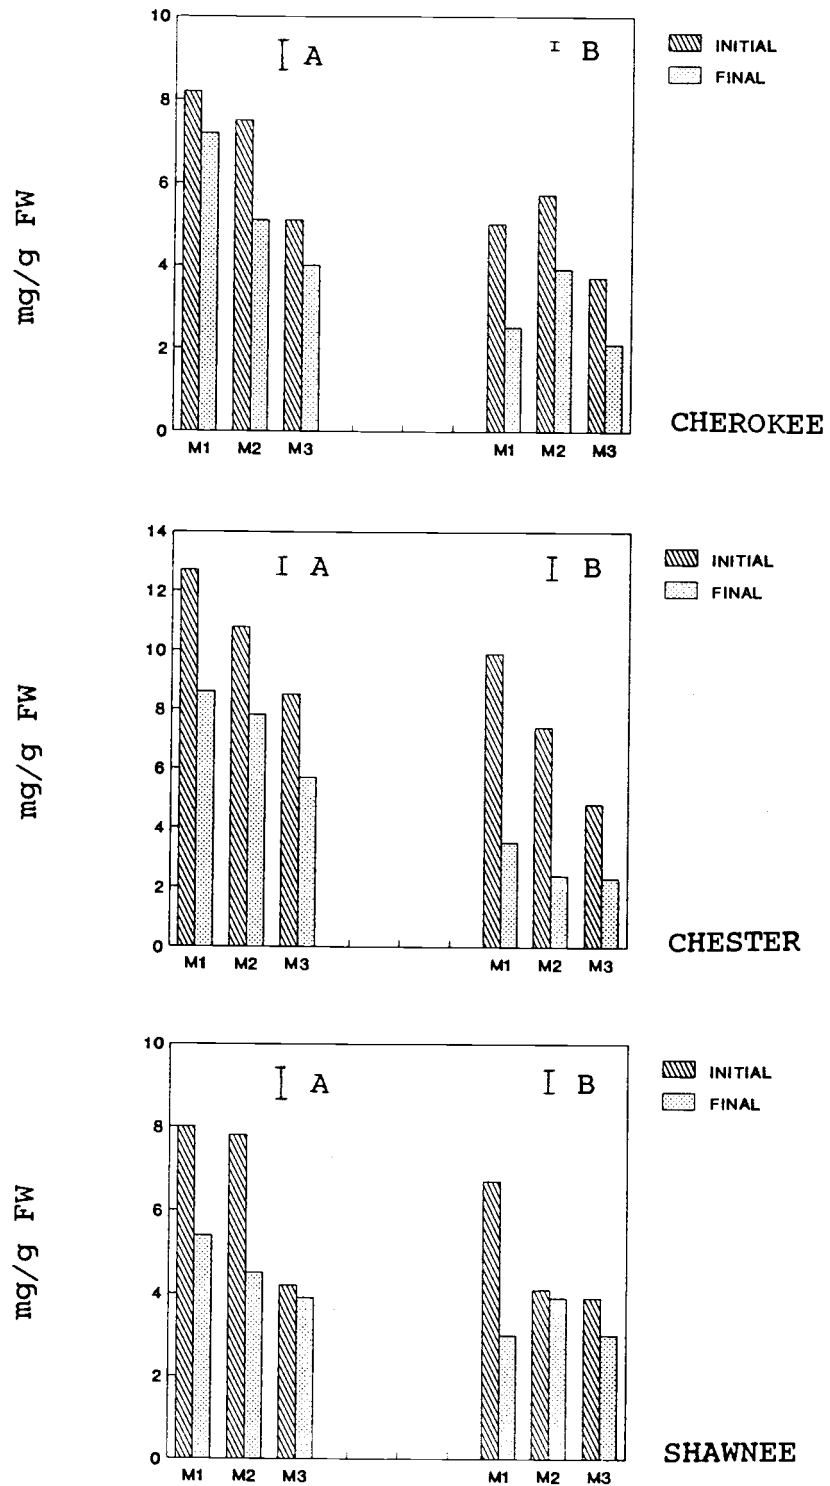 10
8
6
4
2
0
mg/g FW
A
B
INITIAL
FINAL
M1 M2 M3 M1 M2 M3
CHEROKEE
14
12
10
8
6
4
2
0
mg/g FW
A
B
INITIAL
FINAL
M1 M2 M3 M1 M2 M3
CHESTER
10
8
6
4
2
0
mg/g FW
A
B
INITIAL
FINAL
M1 M2 M3 M1 M2 M3
SHAWNEE